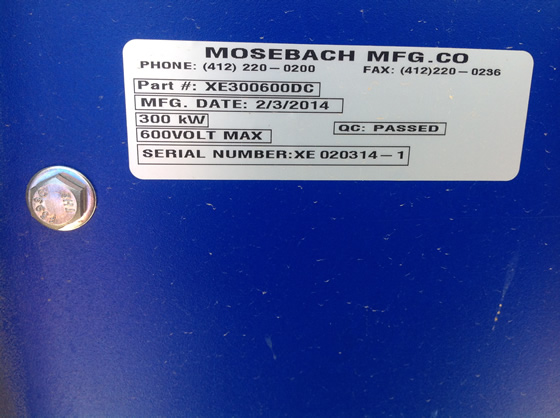 MOSEBACH MFG.CO
PHONE: (412) 220-0200 FAX: (412)220-0236
Part #: XE300600DC
MFG. DATE: 2/3/2014
300 kW
600VOLT MAX QC: PASSED
SERIAL NUMBER:XE 020314-1